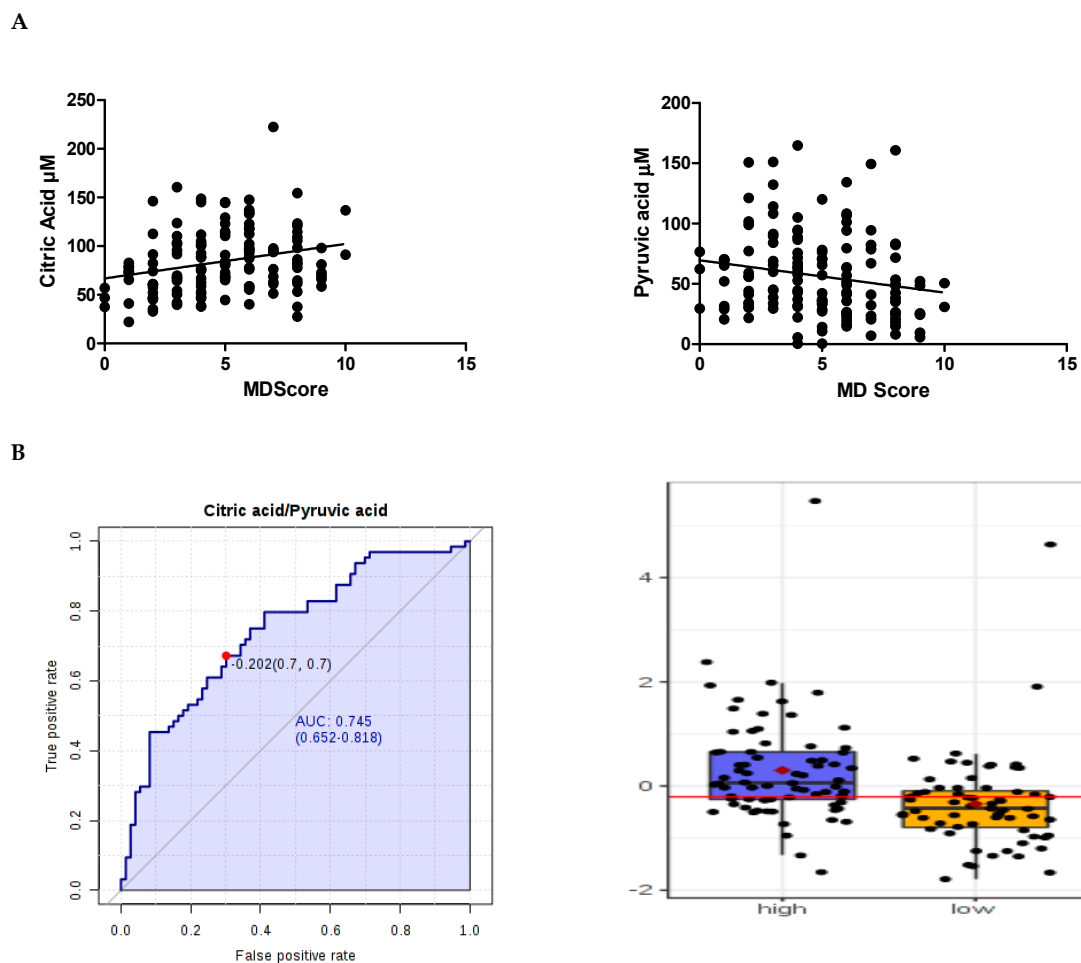 A
Citric Acid µM
250
200
150
100
50
0
0 5 10 15
MDScore
Pyruvic acid µM
200
150
100
50
0
0 5 10 15
MD Score
B
Citric acid/Pyruvic acid
True positive rate
1.0
0.8
0.6
0.4
0.2
0.0
-0.202(0.7, 0.7)
AUC: 0.745
(0.652-0.818)
0.0 0.2 0.4 0.6 0.8 1.0
False positive rate
4
2
0
-2
high low